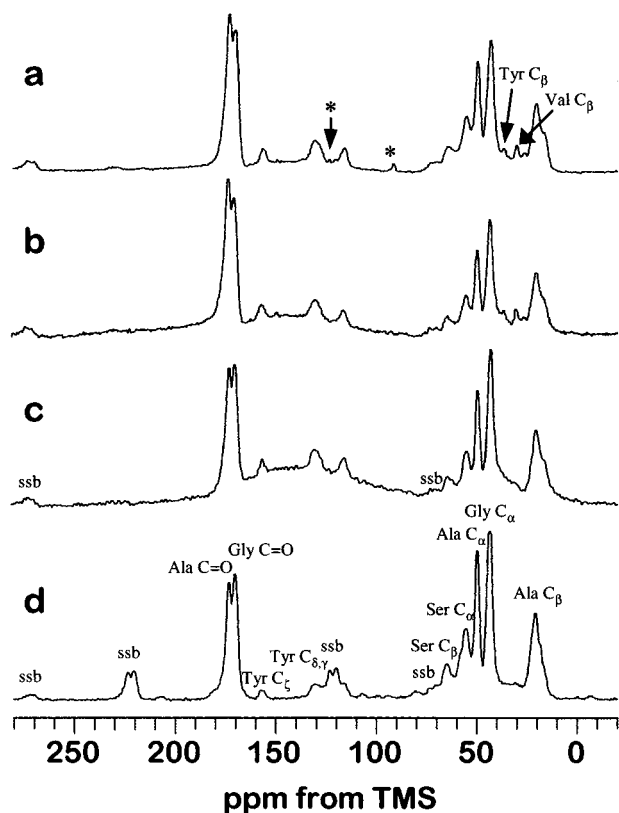 a
*
*
Tyr Cβ
Val Cβ
b
c
ssb
ssb
Gly Cα
Ala Cα
Gly C=O
Ala C=O
d
Ala Cβ
Ser Cα
ssb
ssb
Tyr Cδ,γ
Ser Cβ
ssb
ssb
Tyr Cζ
250 200 150 100 50 0
ppm from TMS